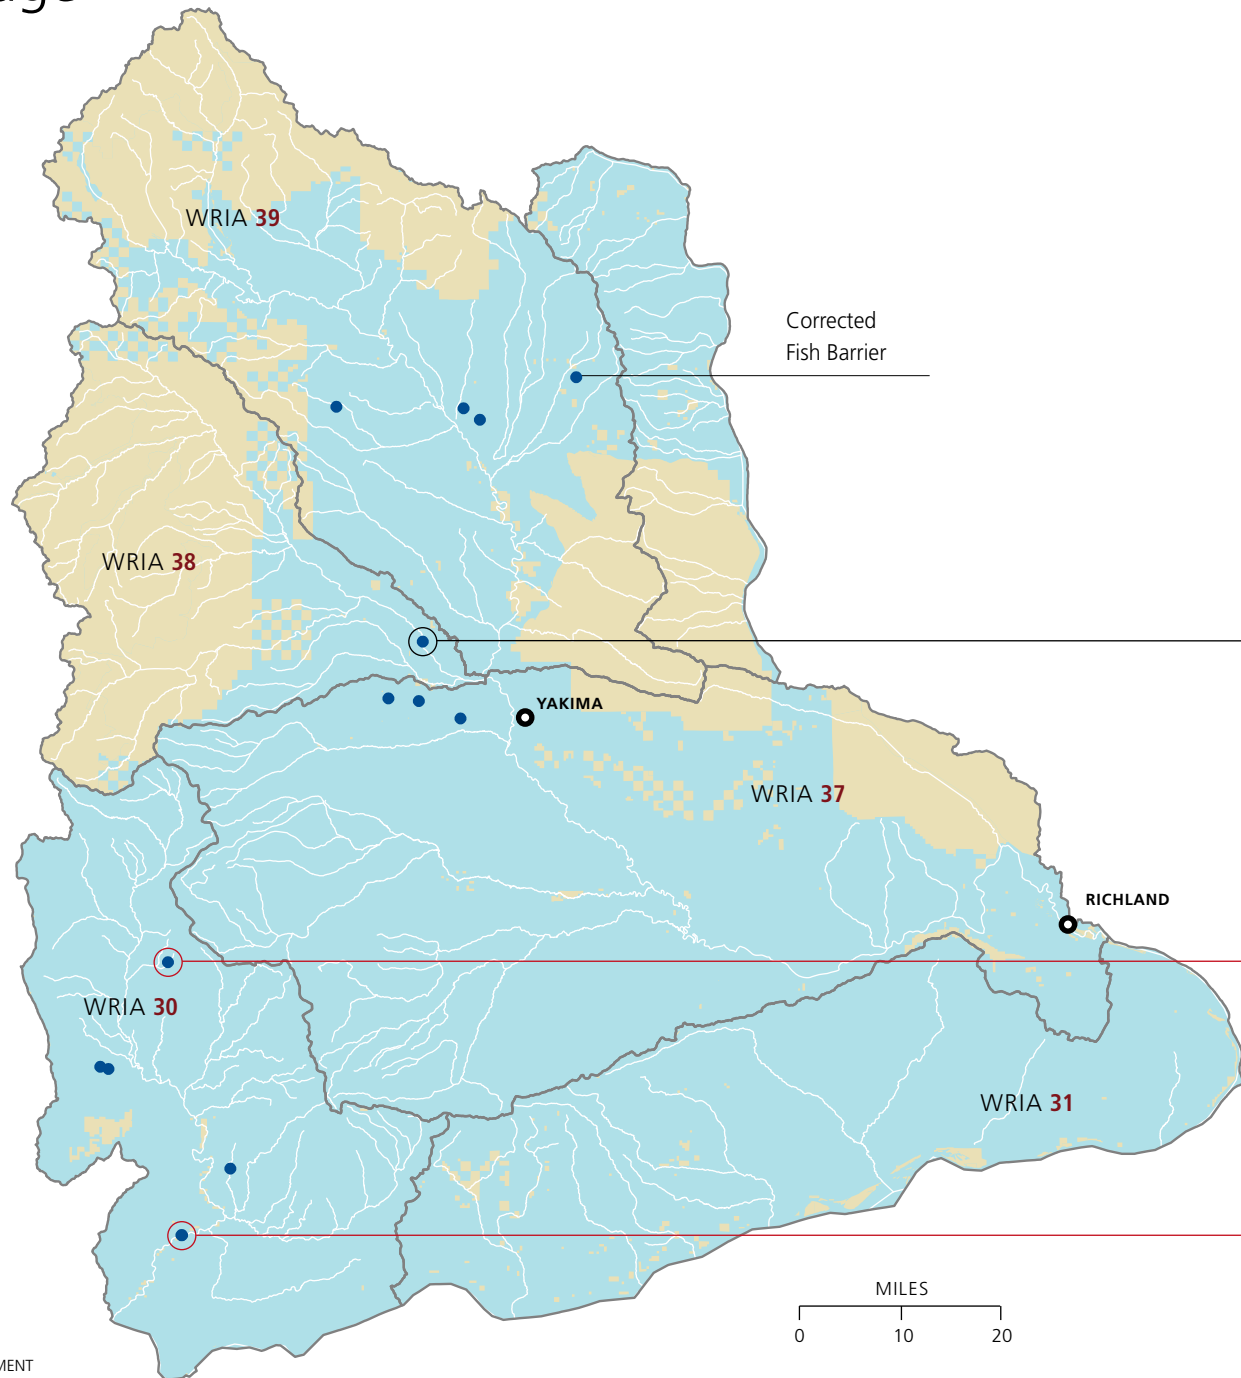 WRIA 39
Corrected
Fish Barrier
WRIA 38
YAKIMA
WRIA 37
RICHLAND
WRIA 30
WRIA 31
MILES
0 10 20